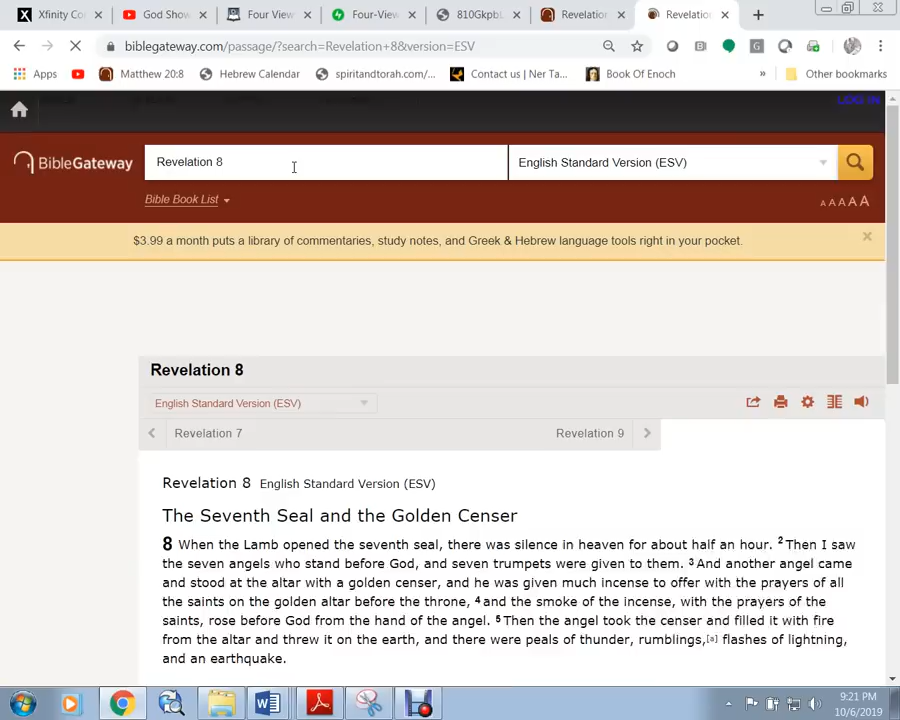 Xfinity Co
God Show
Four View
Four-View
810Gkpbl
Revelation
Revelation
biblegateway.com/passage/?search=Revelation+8&version=ESV
Apps
Matthew 20:8
Hebrew Calendar
spiritandtorah.com/...
Contact us | Ner Ta...
Book Of Enoch
»
Other bookmarks
LOG IN
BibleGateway
Revelation 8
English Standard Version (ESV)
Bible Book List
A A A A A
$3.99 a month puts a library of commentaries, study notes, and Greek & Hebrew language tools right in your pocket.
Revelation 8
English Standard Version (ESV)
Revelation 7
Revelation 9
Revelation 8 English Standard Version (ESV)
The Seventh Seal and the Golden Censer
8 When the Lamb opened the seventh seal, there was silence in heaven for about half an hour. 2 Then I saw
the seven angels who stand before God, and seven trumpets were given to them. 3 And another angel came
and stood at the altar with a golden censer, and he was given much incense to offer with the prayers of all
the saints on the golden altar before the throne, 4 and the smoke of the incense, with the prayers of the
saints, rose before God from the hand of the angel. 5 Then the angel took the censer and filled it with fire
from the altar and threw it on the earth, and there were peals of thunder, rumblings,[a] flashes of lightning,
and an earthquake.
9:21 PM
10/6/2019